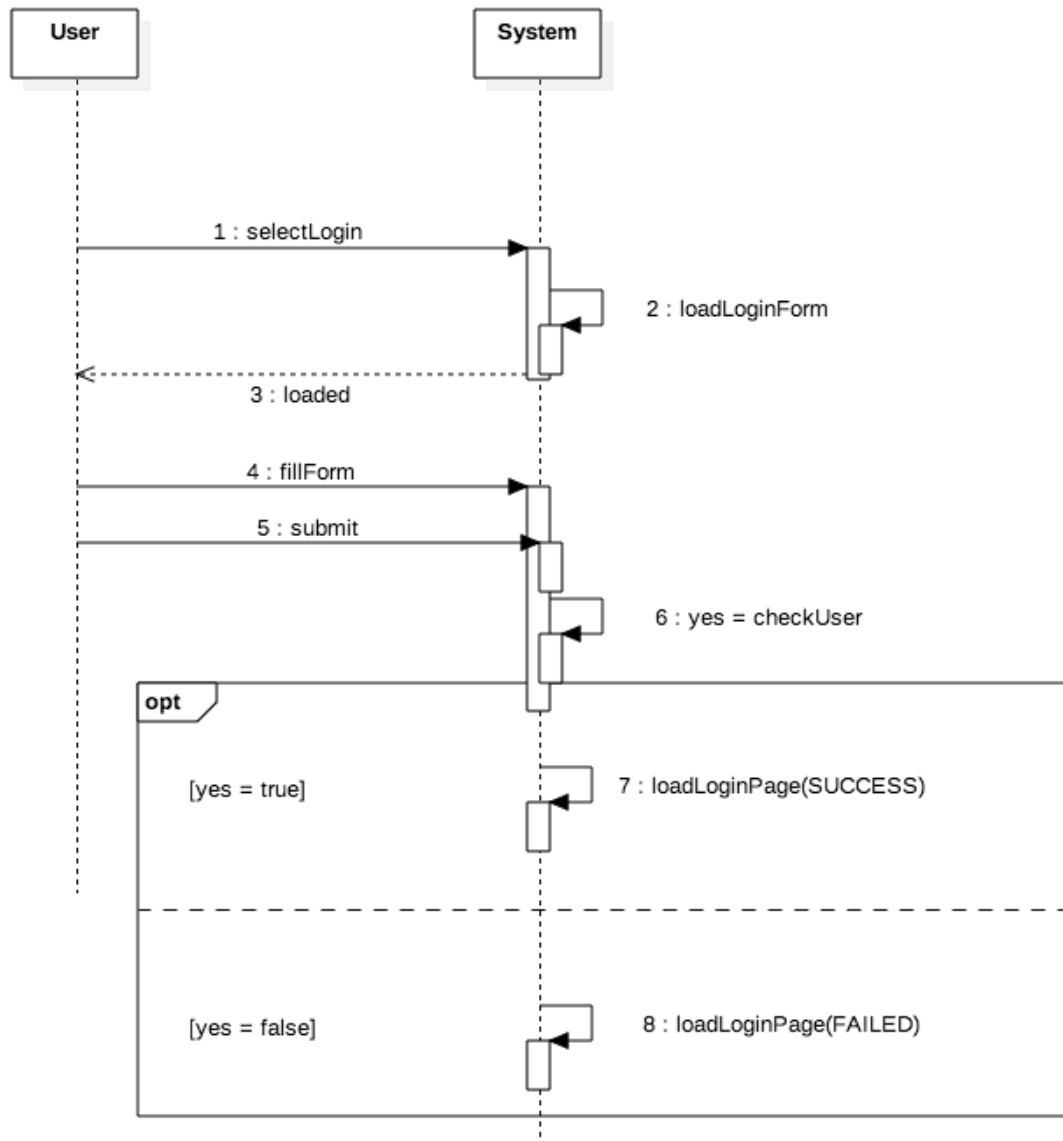 User
System
1 : selectLogin
2 : loadLoginForm
3 : loaded
4 : fillForm
5 : submit
6 : yes = checkUser
opt
[yes = true]
7 : loadLoginPage(SUCCESS)
[yes = false]
8 : loadLoginPage(FAILED)